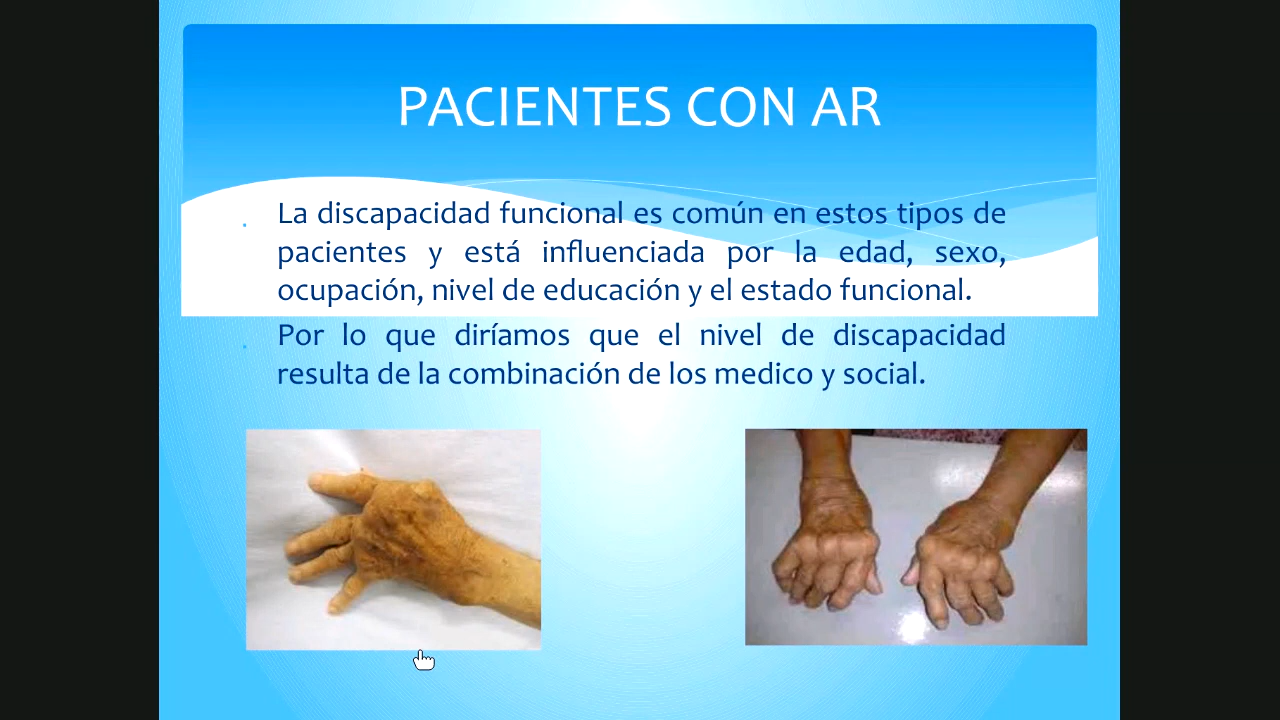 PACIENTES CON AR
La discapacidad funcional es común en estos tipos de
pacientes y está influenciada por la edad, sexo,
ocupación, nivel de educación y el estado funcional.
Por lo que diríamos que el nivel de discapacidad
resulta de la combinación de los medico y social.